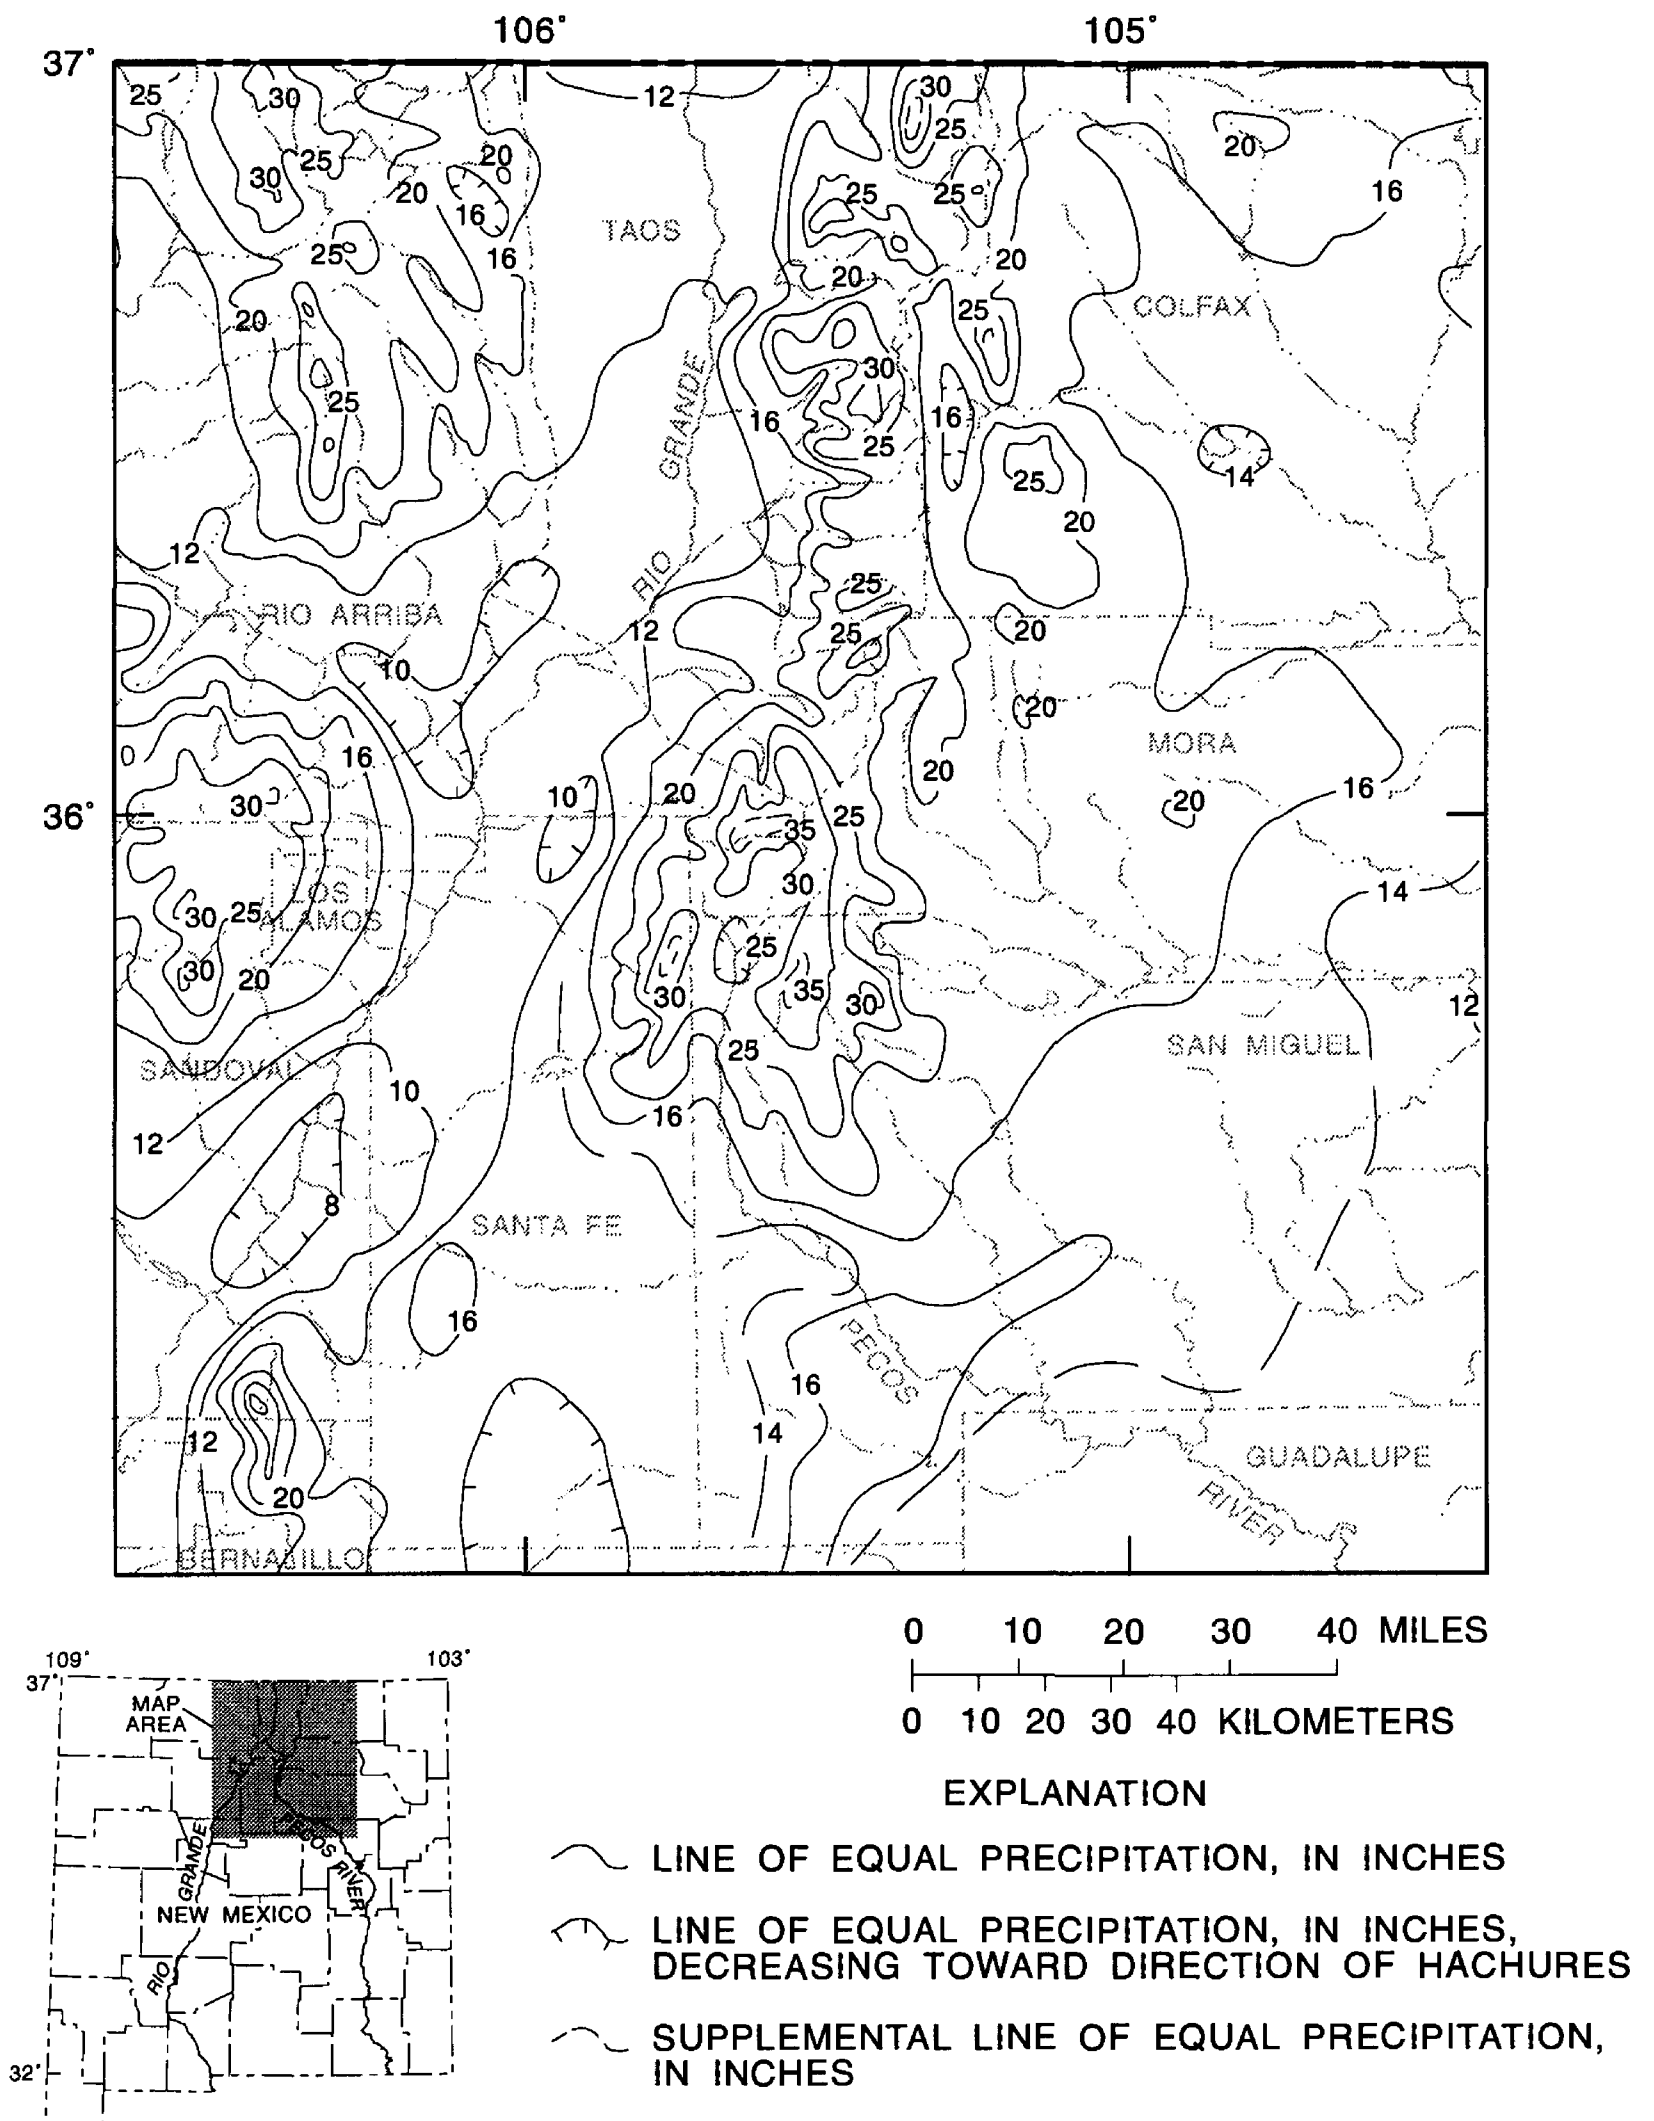 106° 105°
37°
12
30
25
30
25
20
25
30
20
20
16
16
25
25
25
20
16
TAOS
25
16
20
20
20
25
COLFAX
25
30
GRANDE
16
16
25
14
25
20
12
RIO
25
RIO ARRIBA
12
25
20
10
20
MORA
16
0
20
36°
30
10
20
25
35
20
16
30
14
LOS
ALAMOS
30
25
25
30
20
30
35
30
12
25
SAN MIGUEL
SANDOVAL
10
16
12
8
SANTA FE
16
PECOS
16
14
12
20
GUADALUPE
RIVER
BERNALILLO
0 10 20 30 40 MILES
0 10 20 30 40 KILOMETERS
109° 103°
37°
MAP
AREA
GRANDE
PECOS RIVER
NEW MEXICO
RIO
32°
EXPLANATION
LINE OF EQUAL PRECIPITATION, IN INCHES
LINE OF EQUAL PRECIPITATION, IN INCHES,
DECREASING TOWARD DIRECTION OF HACHURES
SUPPLEMENTAL LINE OF EQUAL PRECIPITATION,
IN INCHES